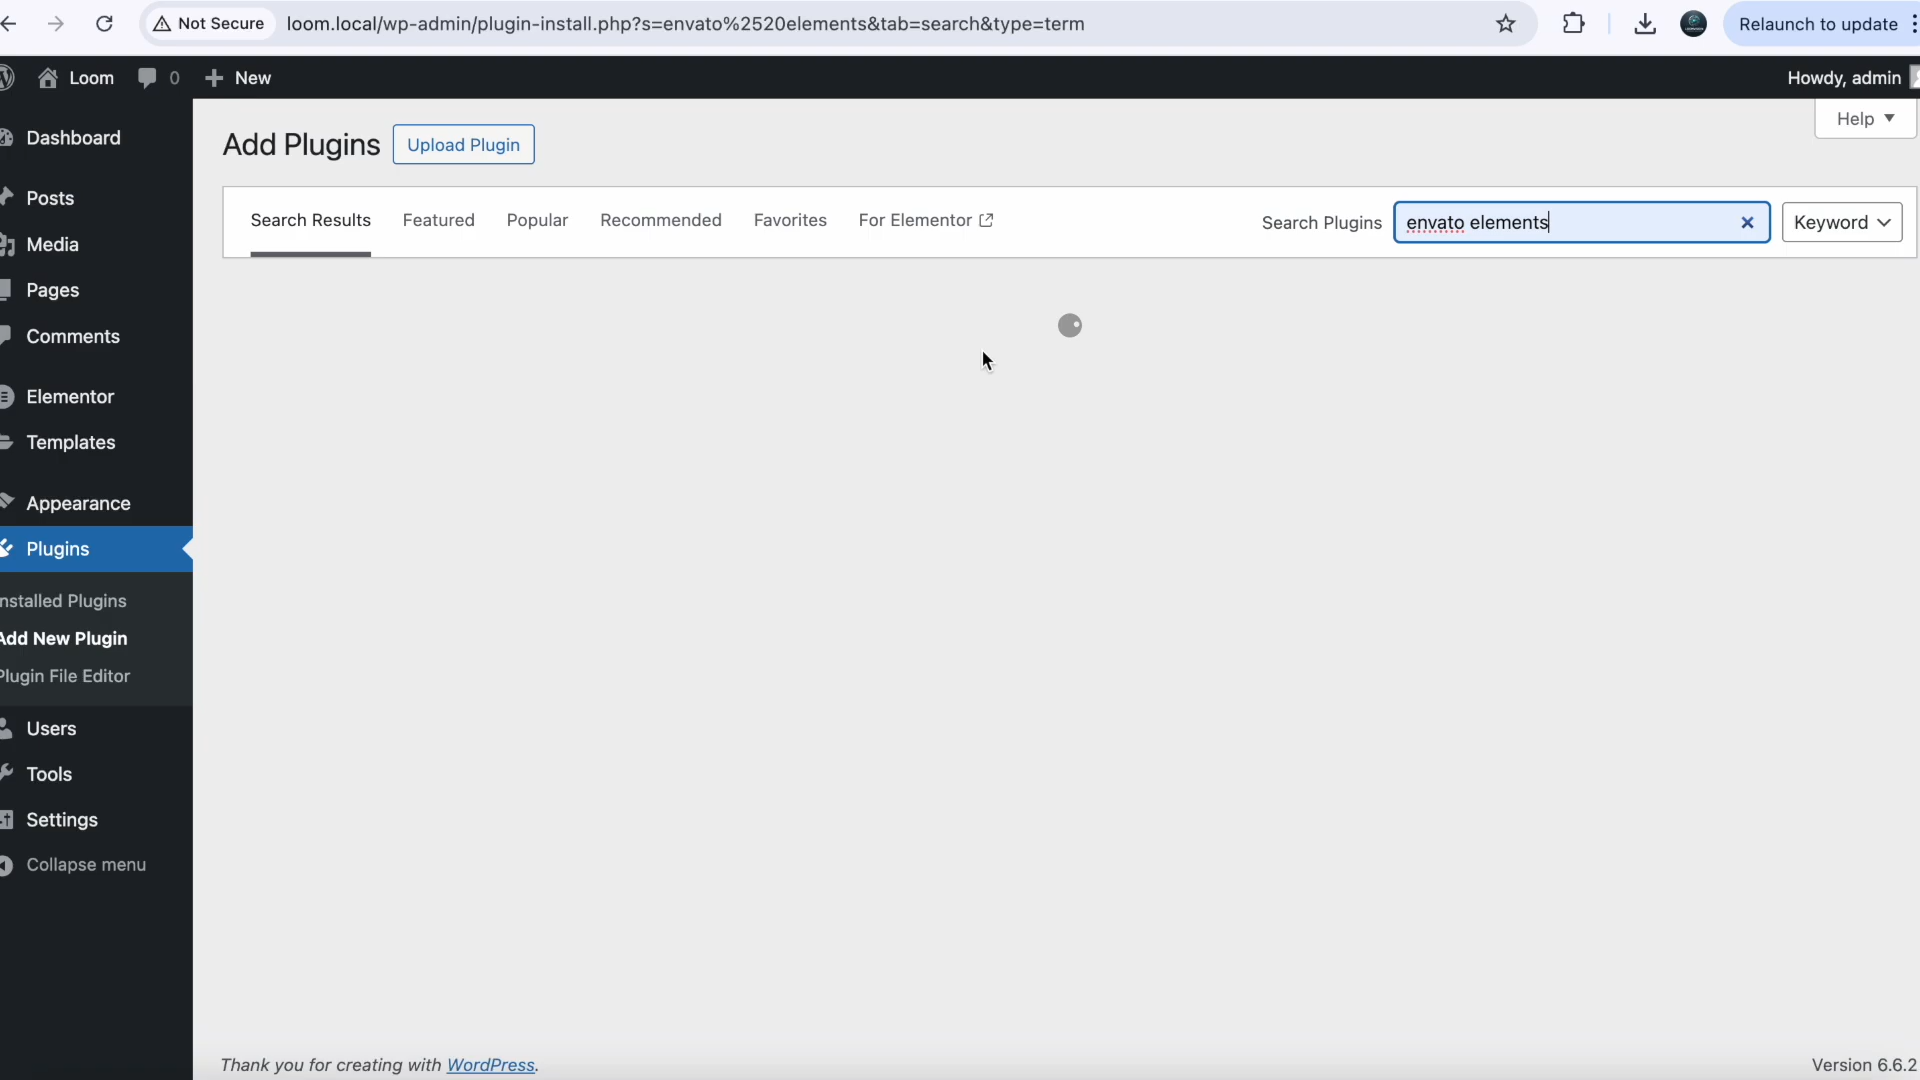 Not Secure
loom.local/wp-admin/plugin-install.php?s=envato%2520elements&tab=search&type=term
Relaunch to update
Loom
0
New
Howdy, admin
Dashboard
Posts
Media
Pages
Comments
Elementor
Templates
Appearance
Plugins
nstalled Plugins
Add New Plugin
Plugin File Editor
Users
Tools
Settings
Collapse menu
Help
Add Plugins
Upload Plugin
Search Results
Featured
Popular
Recommended
Favorites
For Elementor
Search Plugins
envato elements
Keyword
Thank you for creating with WordPress.
Version 6.6.2